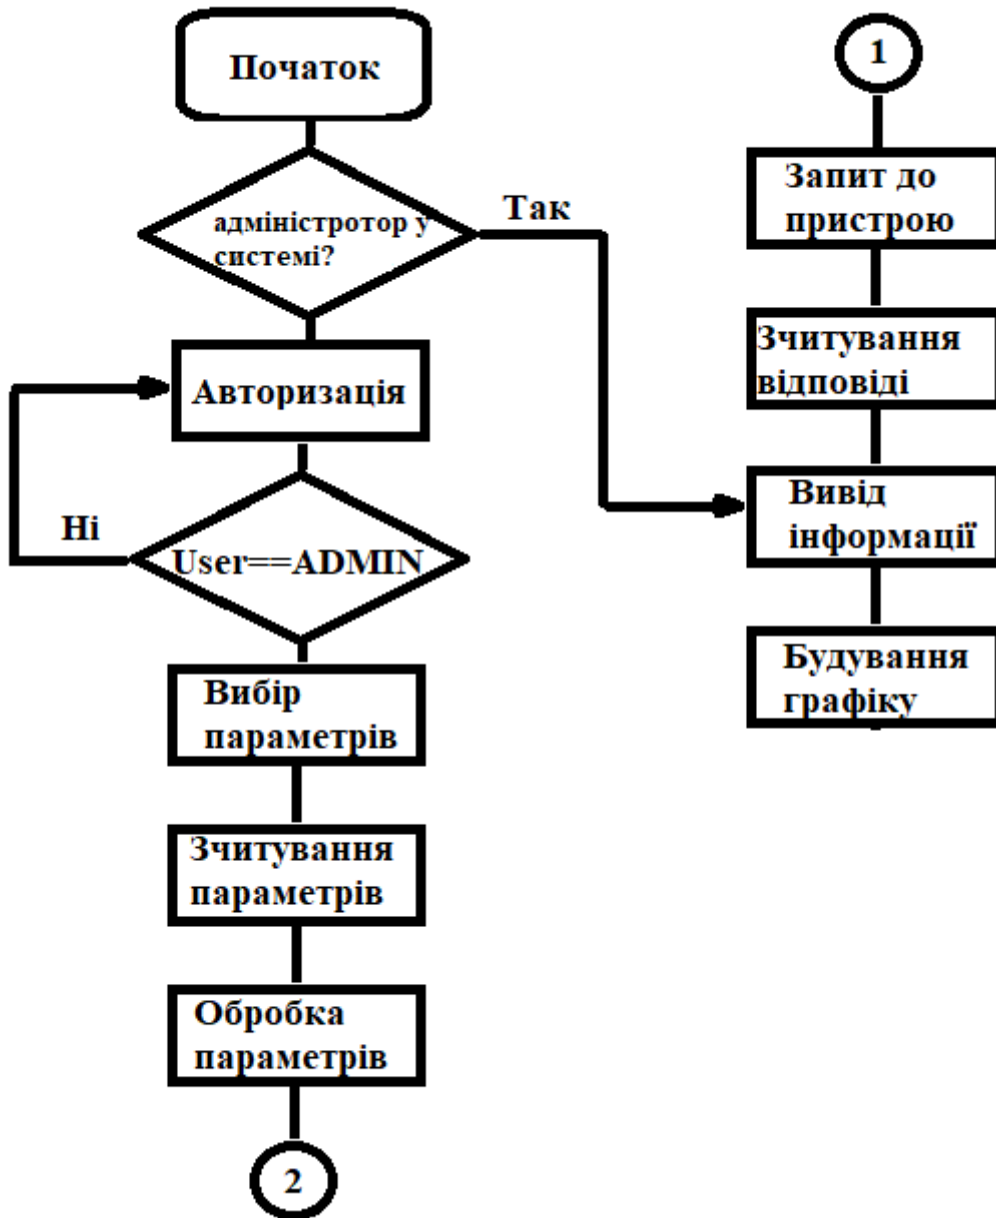 Початок
адміністротор у
системі?
Так
Авторизація
Ні
User==ADMIN
Вибір
параметрів
Зчитування
параметрів
Обробка
параметрів
2
1
Запит до
пристрою
Зчитування
відповіді
Вивід
інформації
Будування
графіку